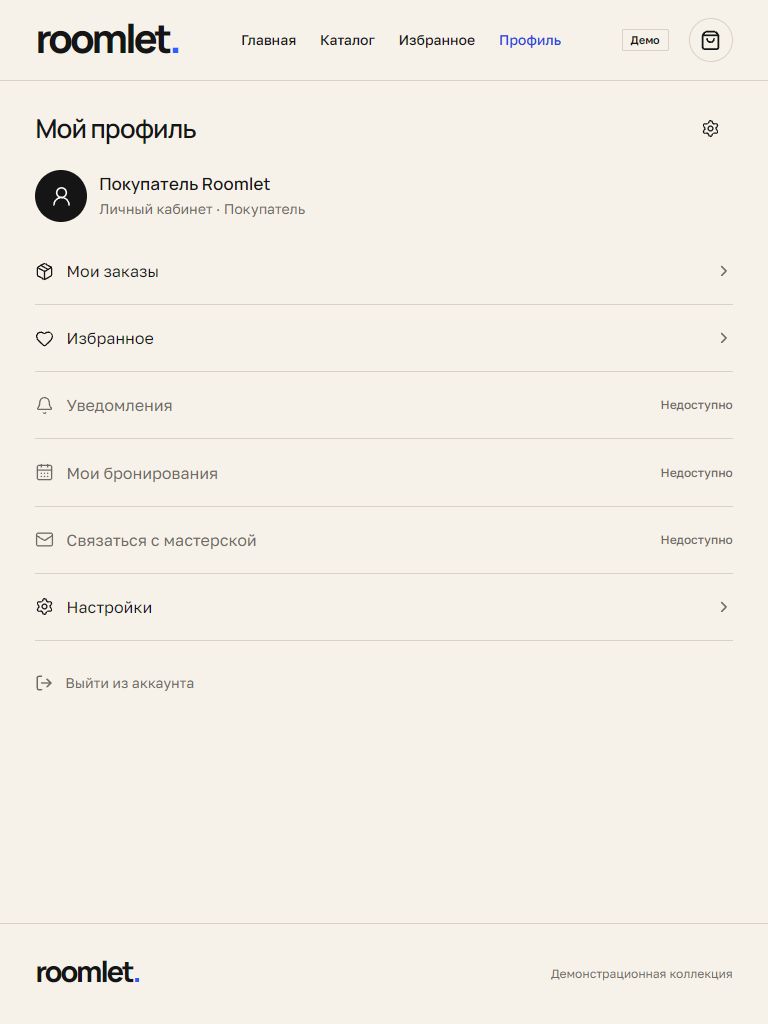 roomlet.
Главная Каталог Избранное Профиль Демо
Мой профиль
Покупатель Roomlet
Личный кабинет · Покупатель
Мои заказы
Избранное
Уведомления Недоступно
Мои бронирования Недоступно
Связаться с мастерской Недоступно
Настройки
Выйти из аккаунта
roomlet.
Демонстрационная коллекция